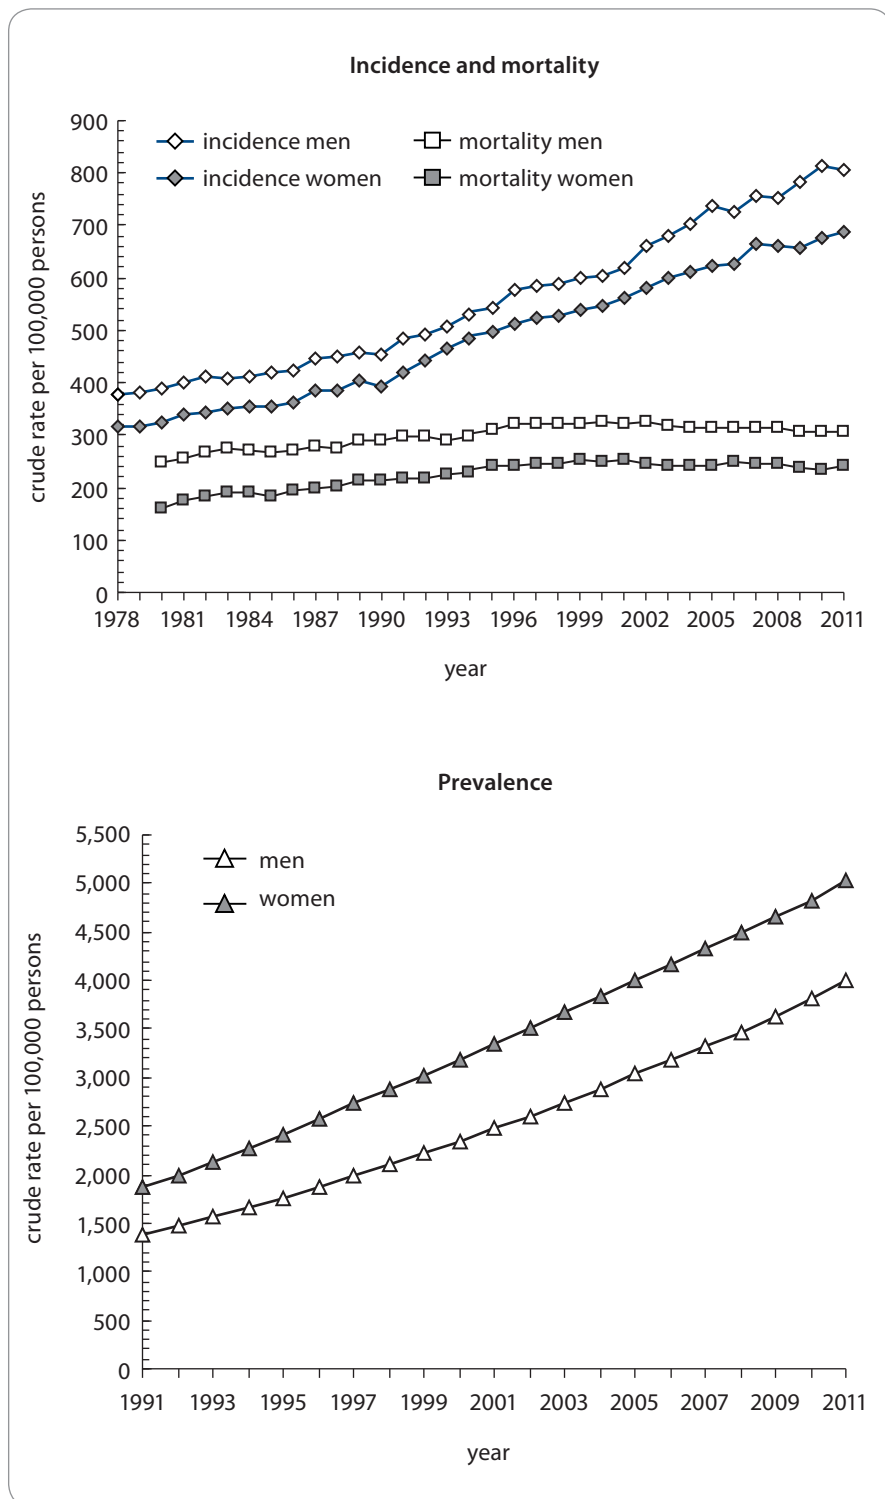 Incidence and mortality
900
800
700
600
500
400
300
200
100
0
crude rate per 100,000 persons
incidence men
mortality men
incidence women
mortality women
1978 1981 1984 1987 1990 1993 1996 1999 2002 2005 2008 2011
year
Prevalence
5,500
5,000
4,500
4,000
3,500
3,000
2,500
2,000
1,500
1,000
500
0
crude rate per 100,000 persons
men
women
1991 1993 1995 1997 1999 2001 2003 2005 2007 2009 2011
year